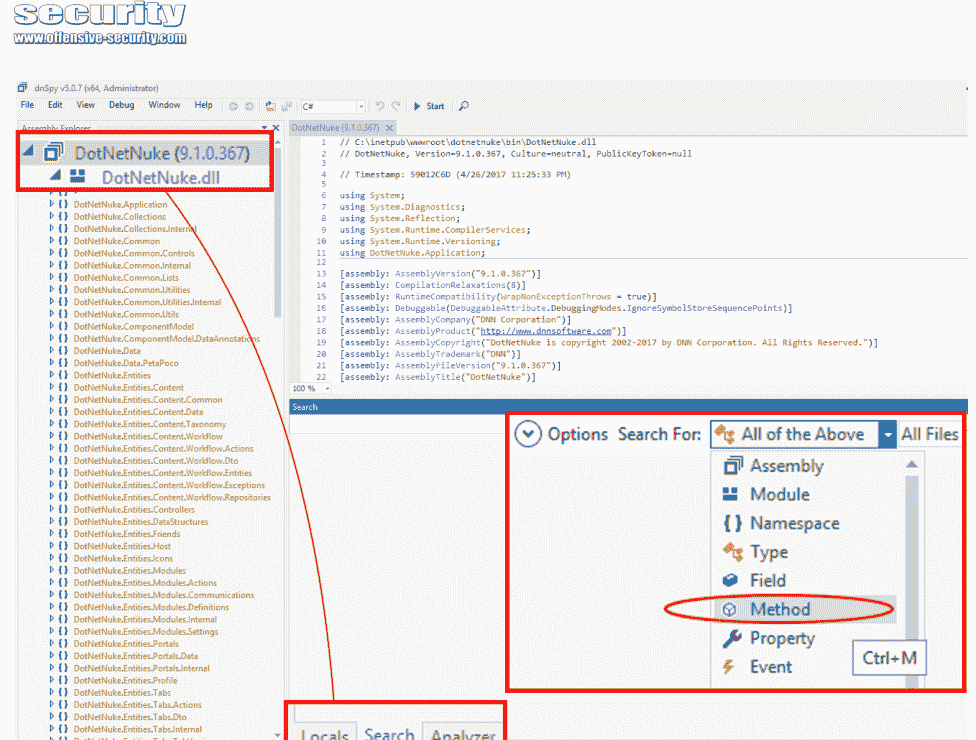 security
www.offensive-security.com
dnSpy v5.0.7 (x64, Administrator)
File Edit View Debug Window Help C# Start
Assembly Explorer
DotNetNuke (9.1.0.367)
DotNetNuke.dll
DotNetNuke.Application
DotNetNuke.Collections
DotNetNuke.Collections.Internal
DotNetNuke.Common
DotNetNuke.Common.Controls
DotNetNuke.Common.Internal
DotNetNuke.Common.Lists
DotNetNuke.Common.Utilities
DotNetNuke.Common.Utilities.Internal
DotNetNuke.Common.Utils
DotNetNuke.ComponentModel
DotNetNuke.ComponentModel.DataAnnotations
DotNetNuke.Data
DotNetNuke.Data.PetaPoco
DotNetNuke.Entities
DotNetNuke.Entities.Content
DotNetNuke.Entities.Content.Common
DotNetNuke.Entities.Content.Data
DotNetNuke.Entities.Content.Taxonomy
DotNetNuke.Entities.Content.Workflow
DotNetNuke.Entities.Content.Workflow.Actions
DotNetNuke.Entities.Content.Workflow.Dto
DotNetNuke.Entities.Content.Workflow.Entities
DotNetNuke.Entities.Content.Workflow.Exceptions
DotNetNuke.Entities.Content.Workflow.Repositories
DotNetNuke.Entities.Controllers
DotNetNuke.Entities.DataStructures
DotNetNuke.Entities.Friends
DotNetNuke.Entities.Host
DotNetNuke.Entities.Icons
DotNetNuke.Entities.Modules
DotNetNuke.Entities.Modules.Actions
DotNetNuke.Entities.Modules.Communications
DotNetNuke.Entities.Modules.Definitions
DotNetNuke.Entities.Modules.Internal
DotNetNuke.Entities.Modules.Settings
DotNetNuke.Entities.Portals
DotNetNuke.Entities.Portals.Data
DotNetNuke.Entities.Portals.Internal
DotNetNuke.Entities.Profile
DotNetNuke.Entities.Tabs
DotNetNuke.Entities.Tabs.Actions
DotNetNuke.Entities.Tabs.Dto
DotNetNuke.Entities.Tabs.Internal
DotNetNuke (9.1.0.367)
1 // C:\inetpub\wwwroot\dotnetnuke\bin\DotNetNuke.dll
2 // DotNetNuke, Version=9.1.0.367, Culture=neutral, PublicKeyToken=null
3
4 // Timestamp: 59012C6D (4/26/2017 11:25:33 PM)
5
6 using System;
7 using System.Diagnostics;
8 using System.Reflection;
9 using System.Runtime.CompilerServices;
10 using System.Runtime.Versioning;
11 using DotNetNuke.Application;
12
13 [assembly: AssemblyVersion("9.1.0.367")]
14 [assembly: CompilationRelaxations(8)]
15 [assembly: RuntimeCompatibility(WrapNonExceptionThrows = true)]
16 [assembly: Debuggable(DebuggableAttribute.DebuggingModes.IgnoreSymbolStoreSequencePoints)]
17 [assembly: AssemblyCompany("DNN Corporation")]
18 [assembly: AssemblyProduct("http://www.dnnsoftware.com")]
19 [assembly: AssemblyCopyright("DotNetNuke is copyright 2002-2017 by DNN Corporation. All Rights Reserved.")]
20 [assembly: AssemblyTrademark("DNN")]
21 [assembly: AssemblyFileVersion("9.1.0.367")]
22 [assembly: AssemblyTitle("DotNetNuke")]
100 %
Search
Options Search For: All of the Above All Files
Assembly
Module
Namespace
Type
Field
Method
Property
Event
Ctrl+M
Locals Search Analyzer